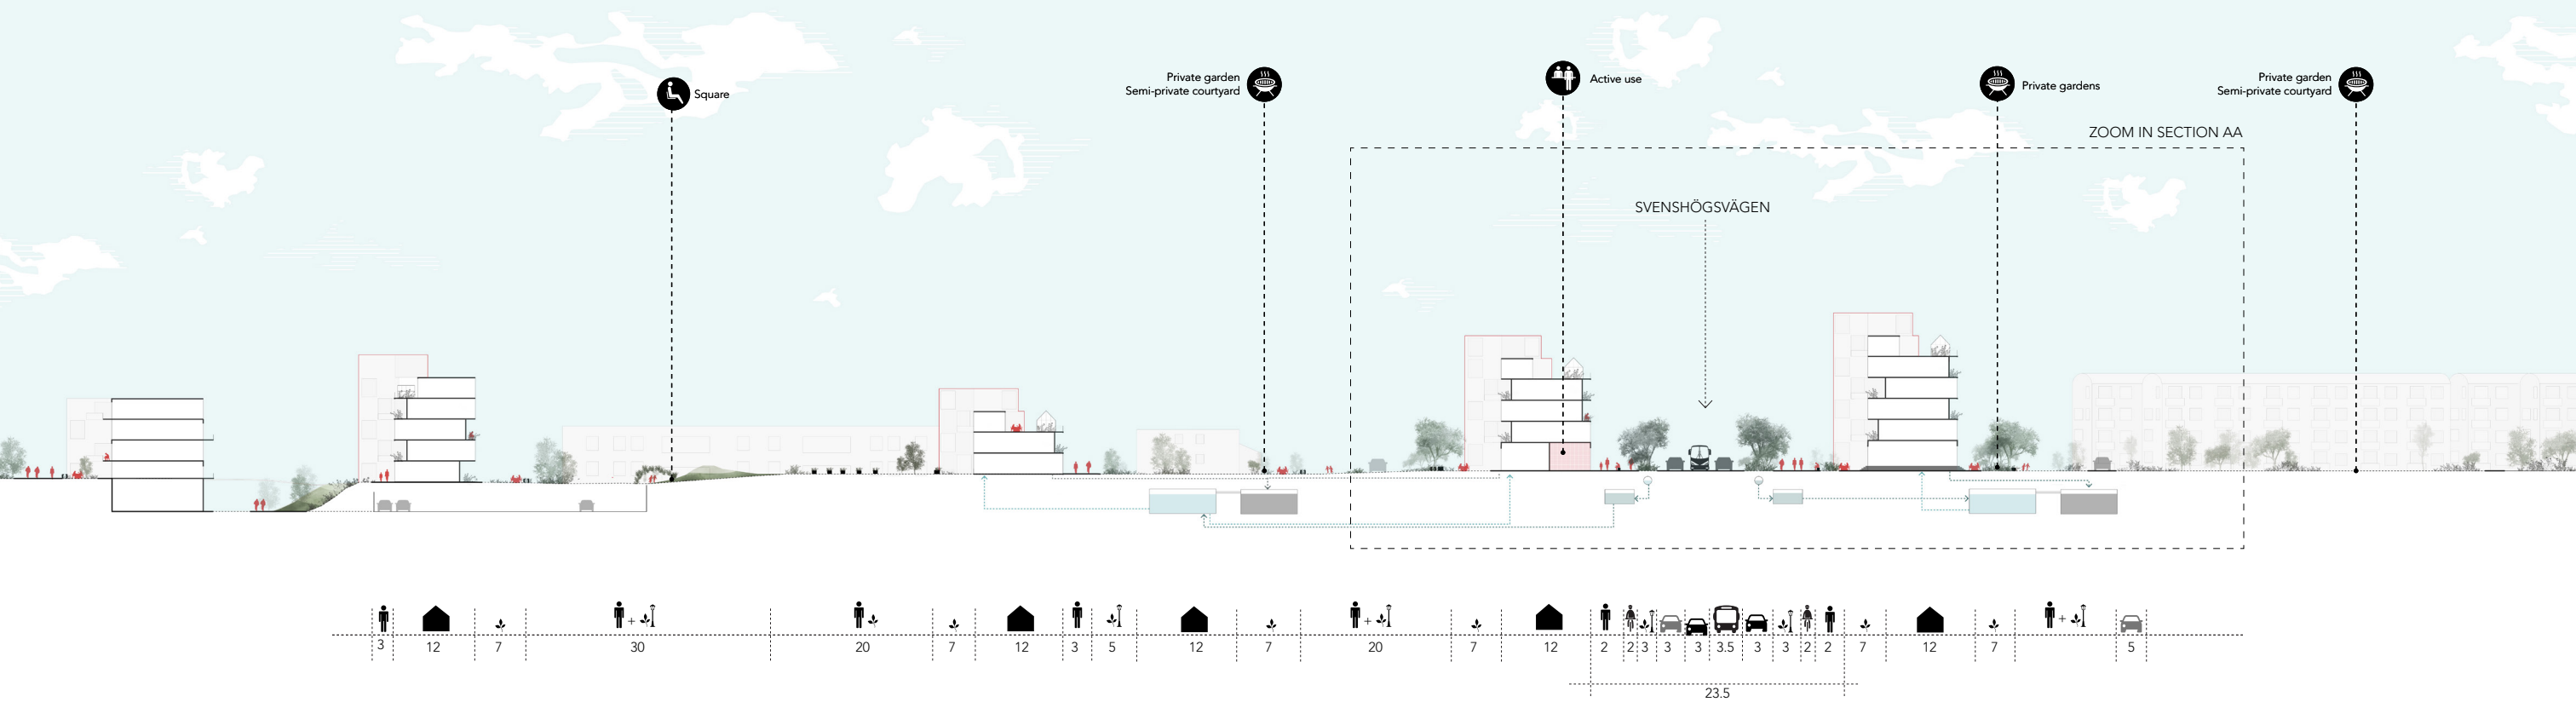 Square
Private garden
Semi-private courtyard
Active use
Private gardens
Private garden
Semi-private courtyard
ZOOM IN SECTION AA
SVENSHÖGSVÄGEN
+ + +
3 12 7 30 20 7 12 3 5 12 7 20 7 12 2 2 3 3 3 3.5 3 3 2 2 7 12 7 5
23.5